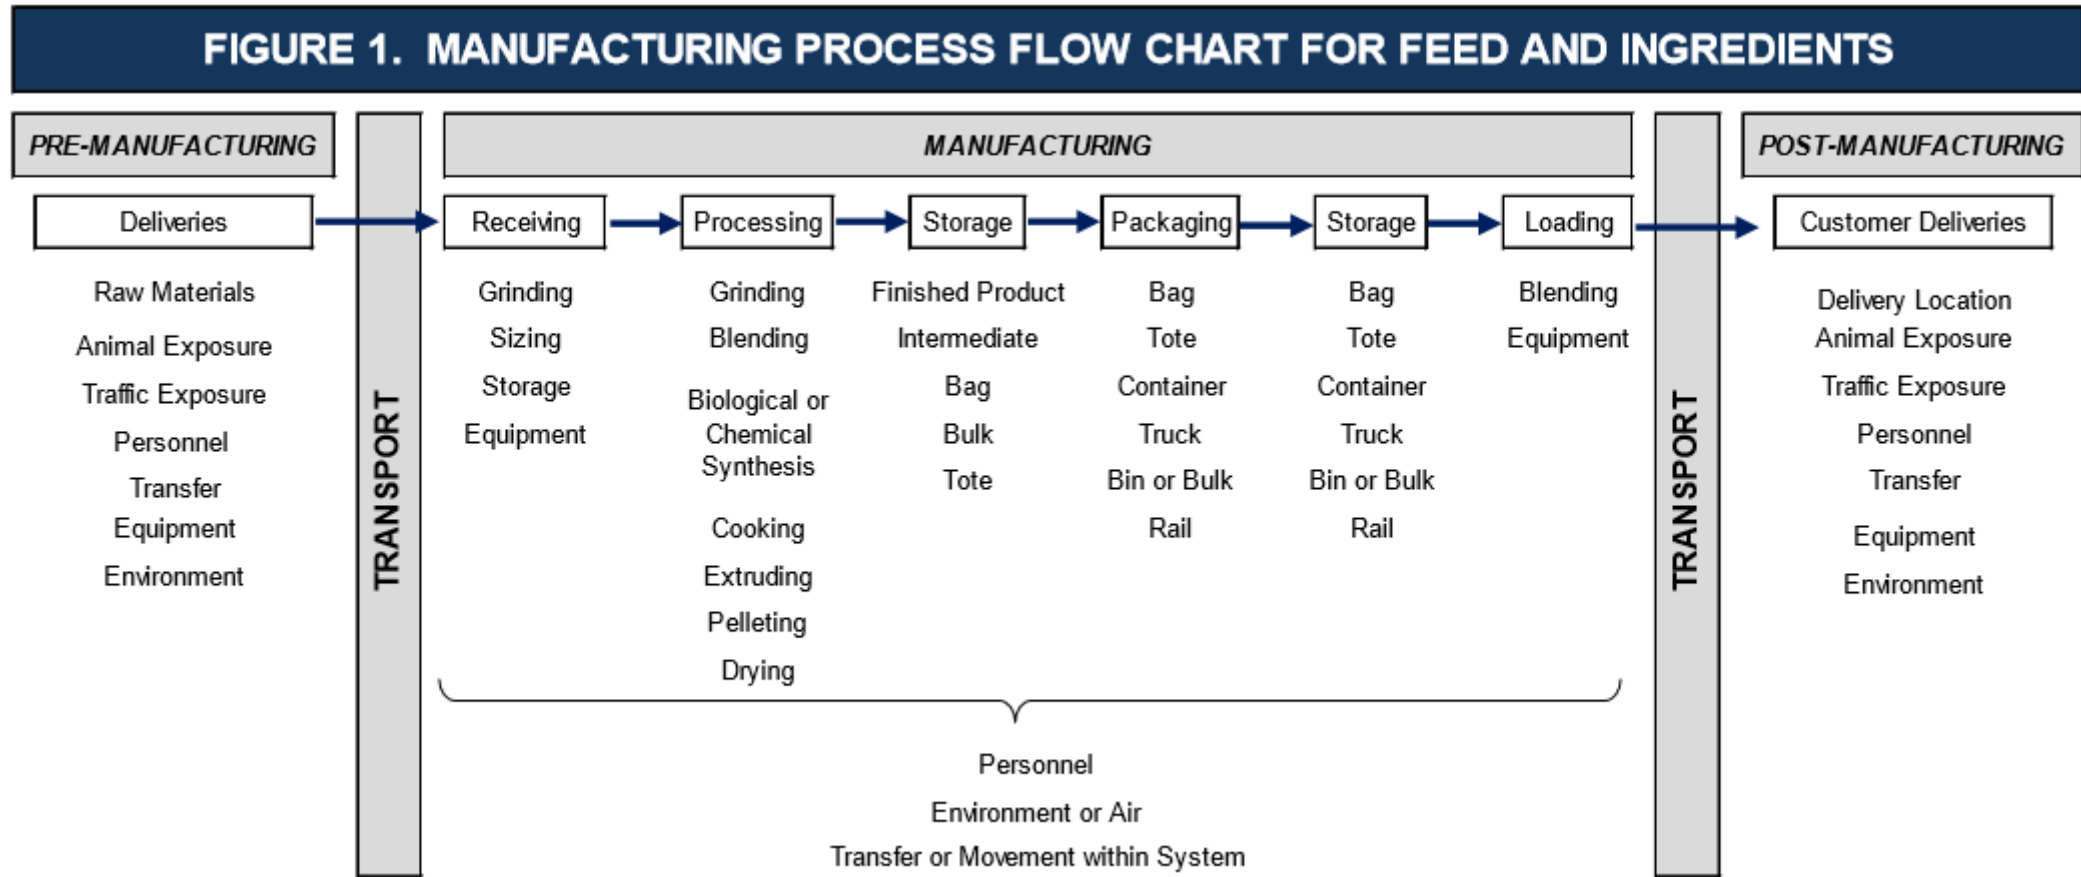 FIGURE 1. MANUFACTURING PROCESS FLOW CHART FOR FEED AND INGREDIENTS
PRE-MANUFACTURING
Deliveries
Raw Materials
Animal Exposure
Traffic Exposure
Personnel
Transfer
Equipment
Environment
TRANSPORT
MANUFACTURING
Receiving
Grinding
Sizing
Storage
Equipment
Processing
Grinding
Blending
Biological or
Chemical
Synthesis
Cooking
Extruding
Pelleting
Drying
Storage
Finished Product
Intermediate
Bag
Bulk
Tote
Packaging
Bag
Tote
Container
Truck
Bin or Bulk
Rail
Storage
Bag
Tote
Container
Truck
Bin or Bulk
Rail
Loading
Blending
Equipment
Personnel
Environment or Air
Transfer or Movement within System
TRANSPORT
POST-MANUFACTURING
Customer Deliveries
Delivery Location
Animal Exposure
Traffic Exposure
Personnel
Transfer
Equipment
Environment